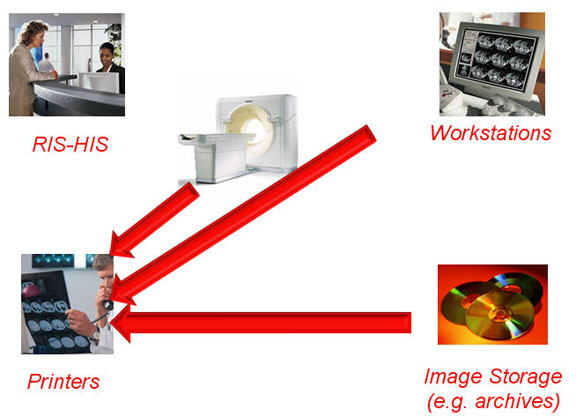 RIS-HIS
Workstations
Printers
Image Storage
(e.g. archives)